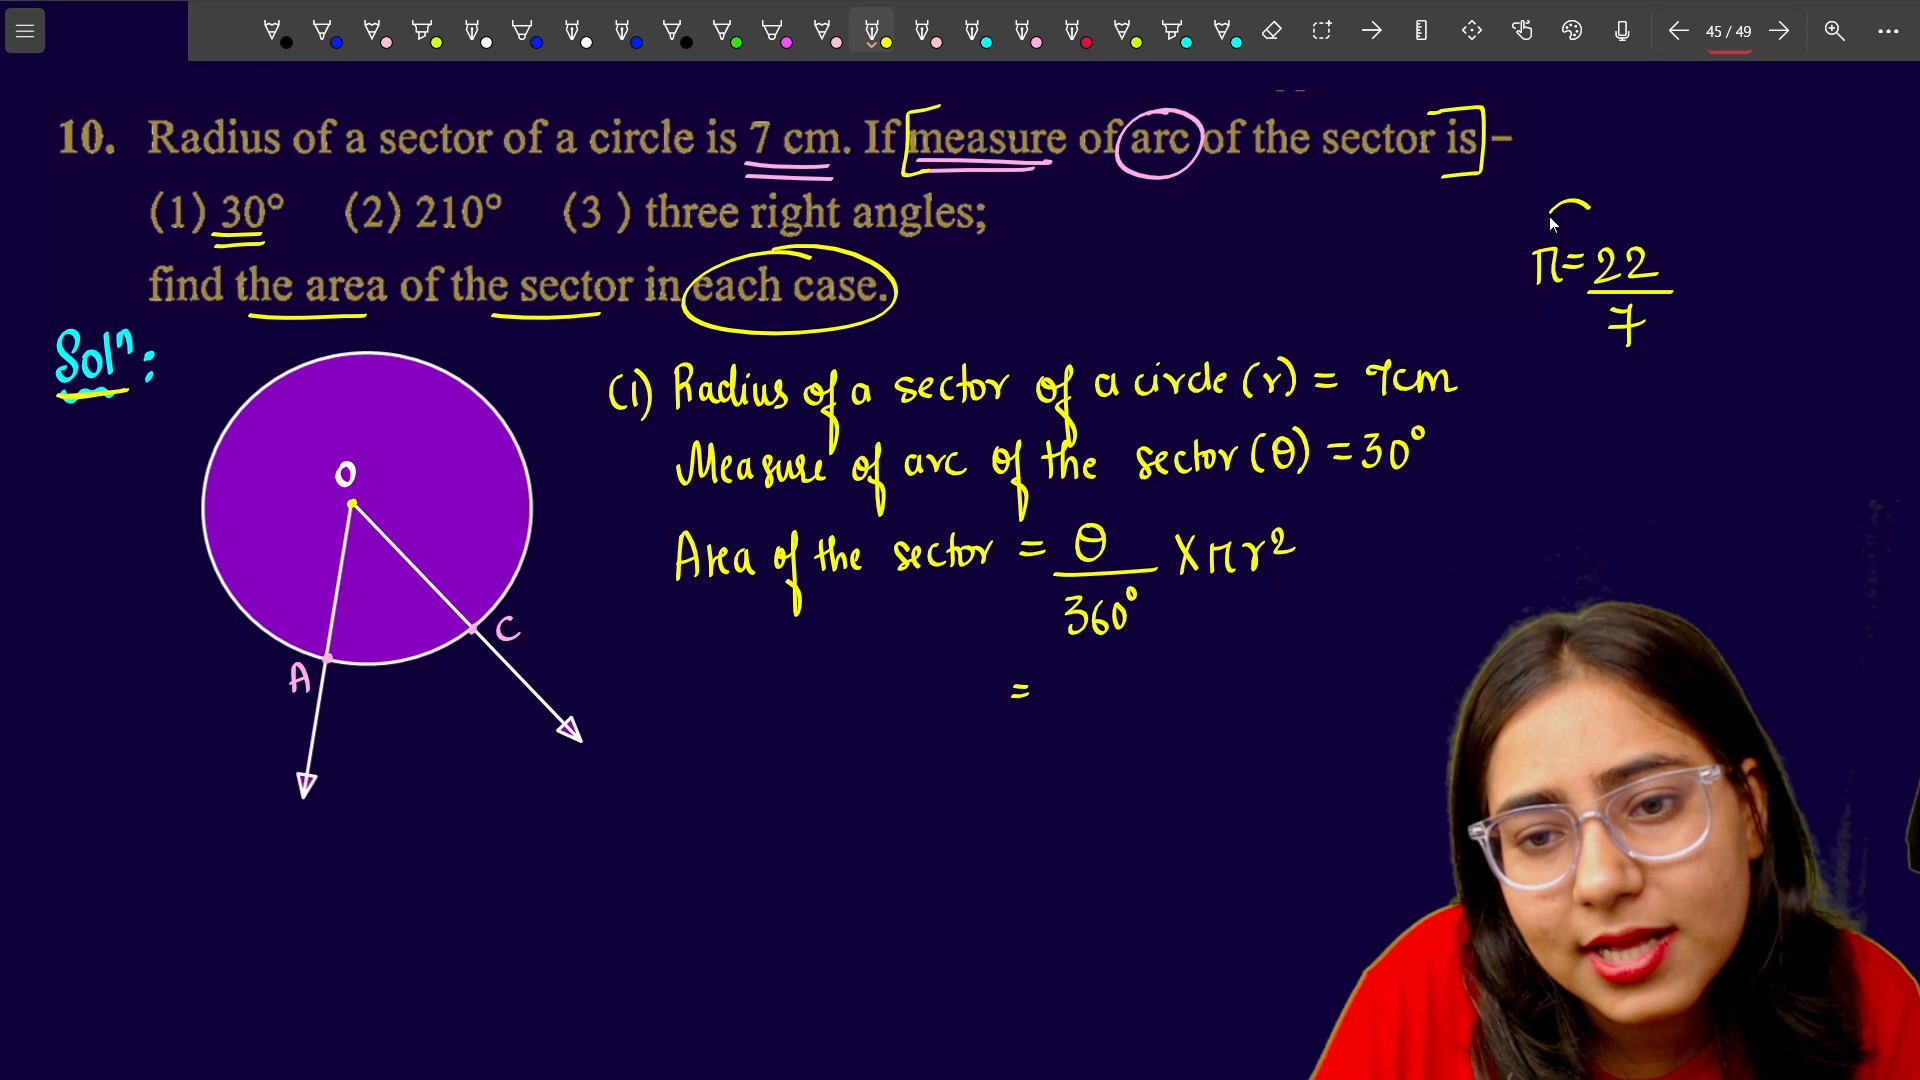 45 / 49
10. Radius of a sector of a circle is 7 cm. If measure of arc of the sector is –
(1) 30° (2) 210° (3 ) three right angles;
find the area of the sector in each case.
π = 22/7
Solⁿ:
O
A
C
(1) Radius of a sector of a circle (r) = 7cm
Measure of arc of the sector (θ) = 30°
Area of the sector = θ/360° × πr²
=